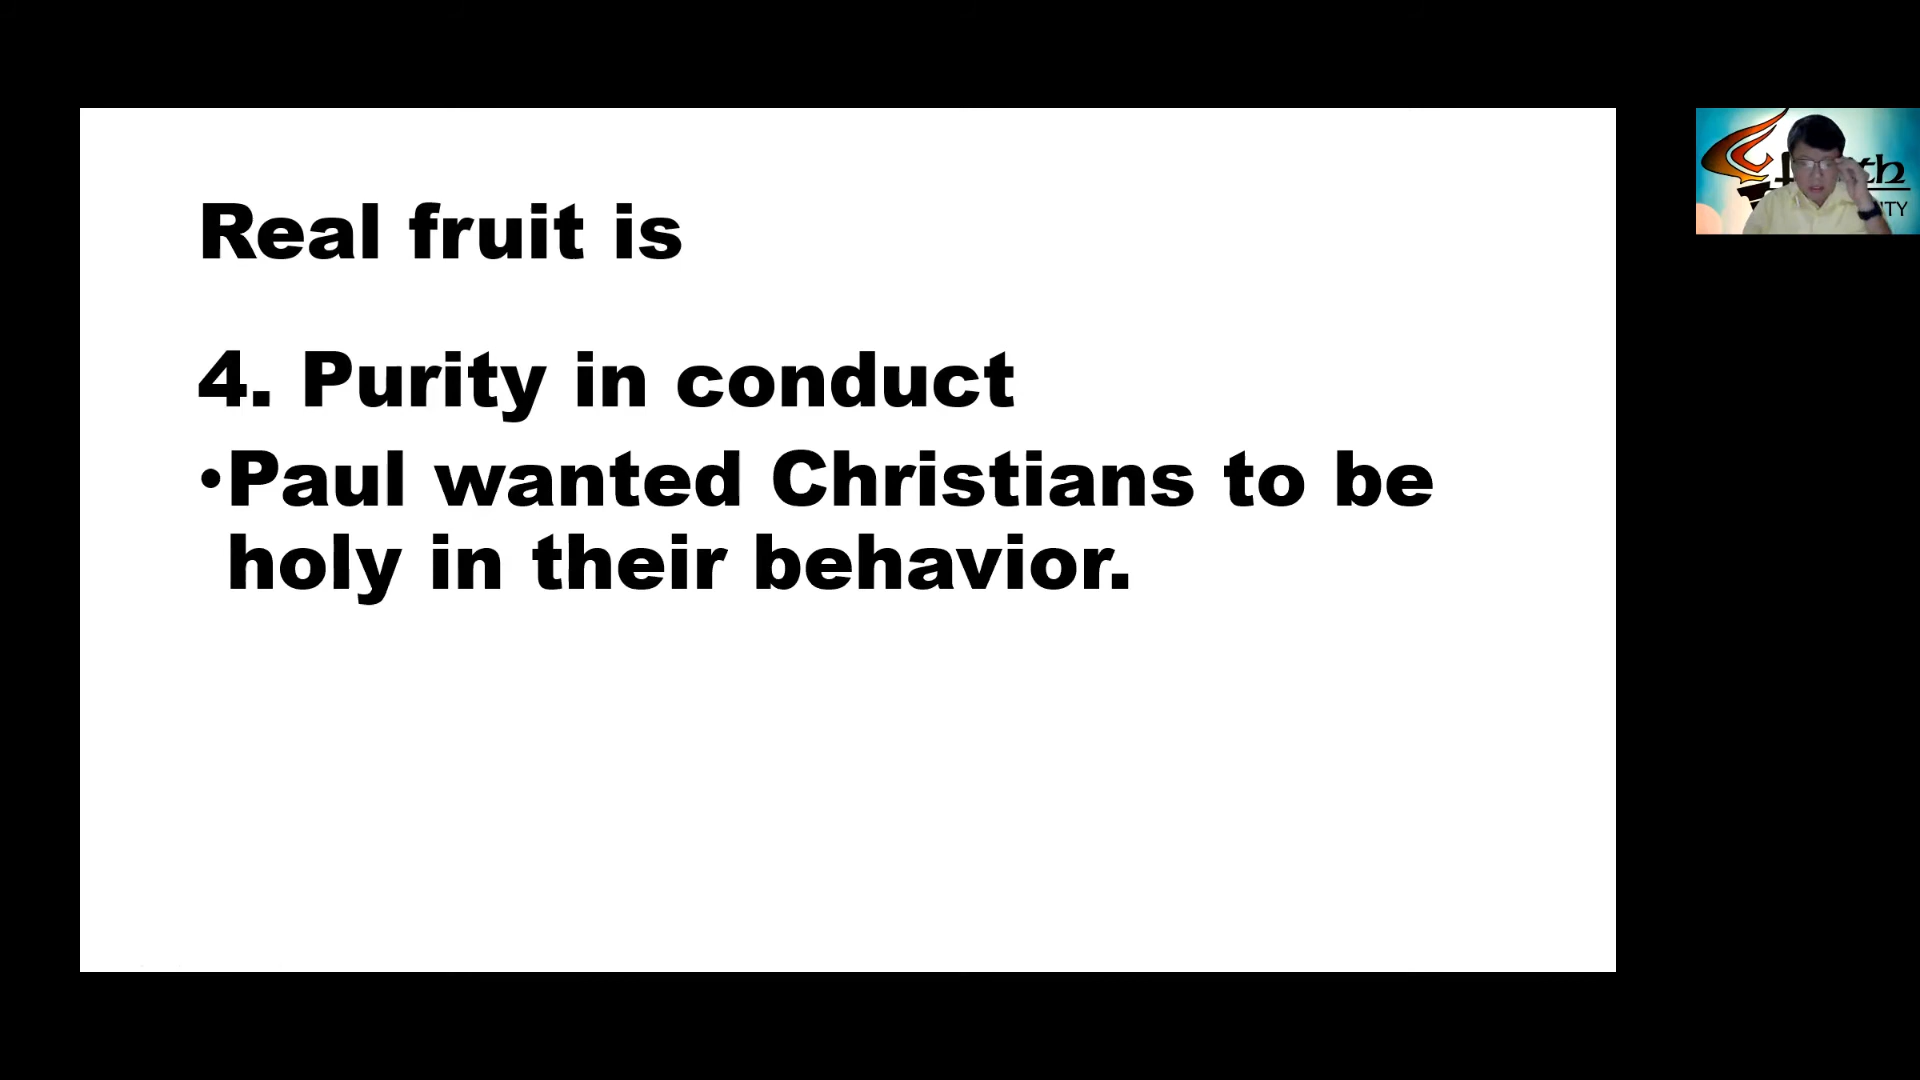 Real fruit is
4. Purity in conduct
•Paul wanted Christians to be
holy in their behavior.